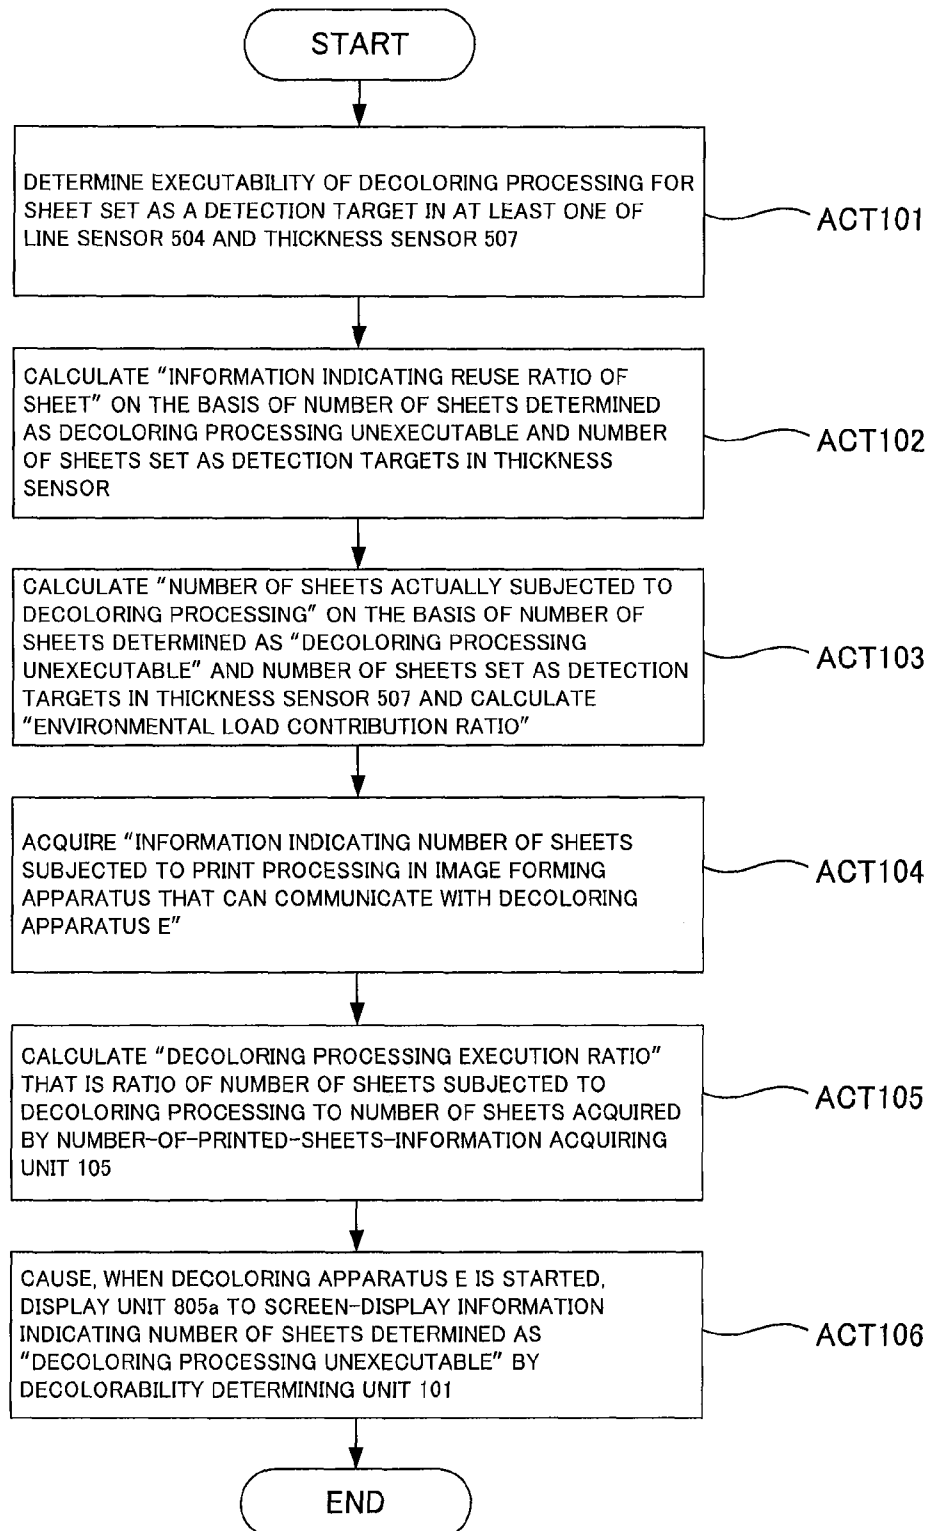 START
DETERMINE EXECUTABILITY OF DECOLORING PROCESSING FOR
SHEET SET AS A DETECTION TARGET IN AT LEAST ONE OF
LINE SENSOR 504 AND THICKNESS SENSOR 507
ACT101
CALCULATE "INFORMATION INDICATING REUSE RATIO OF
SHEET" ON THE BASIS OF NUMBER OF SHEETS DETERMINED
AS DECOLORING PROCESSING UNEXECUTABLE AND NUMBER
OF SHEETS SET AS DETECTION TARGETS IN THICKNESS
SENSOR
ACT102
CALCULATE "NUMBER OF SHEETS ACTUALLY SUBJECTED TO
DECOLORING PROCESSING" ON THE BASIS OF NUMBER OF
SHEETS DETERMINED AS "DECOLORING PROCESSING
UNEXECUTABLE" AND NUMBER OF SHEETS SET AS DETECTION
TARGETS IN THICKNESS SENSOR 507 AND CALCULATE
"ENVIRONMENTAL LOAD CONTRIBUTION RATIO"
ACT103
ACQUIRE "INFORMATION INDICATING NUMBER OF SHEETS
SUBJECTED TO PRINT PROCESSING IN IMAGE FORMING
APPARATUS THAT CAN COMMUNICATE WITH DECOLORING
APPARATUS E"
ACT104
CALCULATE "DECOLORING PROCESSING EXECUTION RATIO"
THAT IS RATIO OF NUMBER OF SHEETS SUBJECTED TO
DECOLORING PROCESSING TO NUMBER OF SHEETS ACQUIRED
BY NUMBER-OF-PRINTED-SHEETS-INFORMATION ACQUIRING
UNIT 105
ACT105
CAUSE, WHEN DECOLORING APPARATUS E IS STARTED,
DISPLAY UNIT 805a TO SCREEN-DISPLAY INFORMATION
INDICATING NUMBER OF SHEETS DETERMINED AS
"DECOLORING PROCESSING UNEXECUTABLE" BY
DECOLORABILITY DETERMINING UNIT 101
ACT106
END